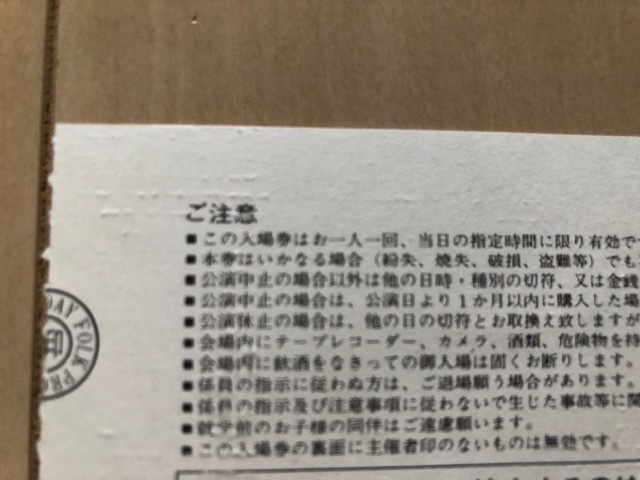 ご注意
■この入場券はお一人一回、当日の指定時間に限り有効で
■本券はいかなる場合(紛失、焼失、破損、盗難等)でも
■公演中止の場合以外は他の日時・種別の切符、又は金銭
■公演中止の場合は、公演日より1か月以内に購入した場
■公演休止の場合は、他の日の切符とお取換え致しますが
■会場内にテープレコーダー、カメラ、酒類、危険物を持
■会場内に飲酒をなさっての御入場は固くお断りします。
■係員の指示に従わぬ方は、ご退場願う場合があります。
■係員の指示及び注意事項に従わないで生じた事故等に関
■就学前のお子様の同伴はご遠慮願います。
■この入場券の裏面に主催者印のないものは無効です。
DAY FOLK PRO